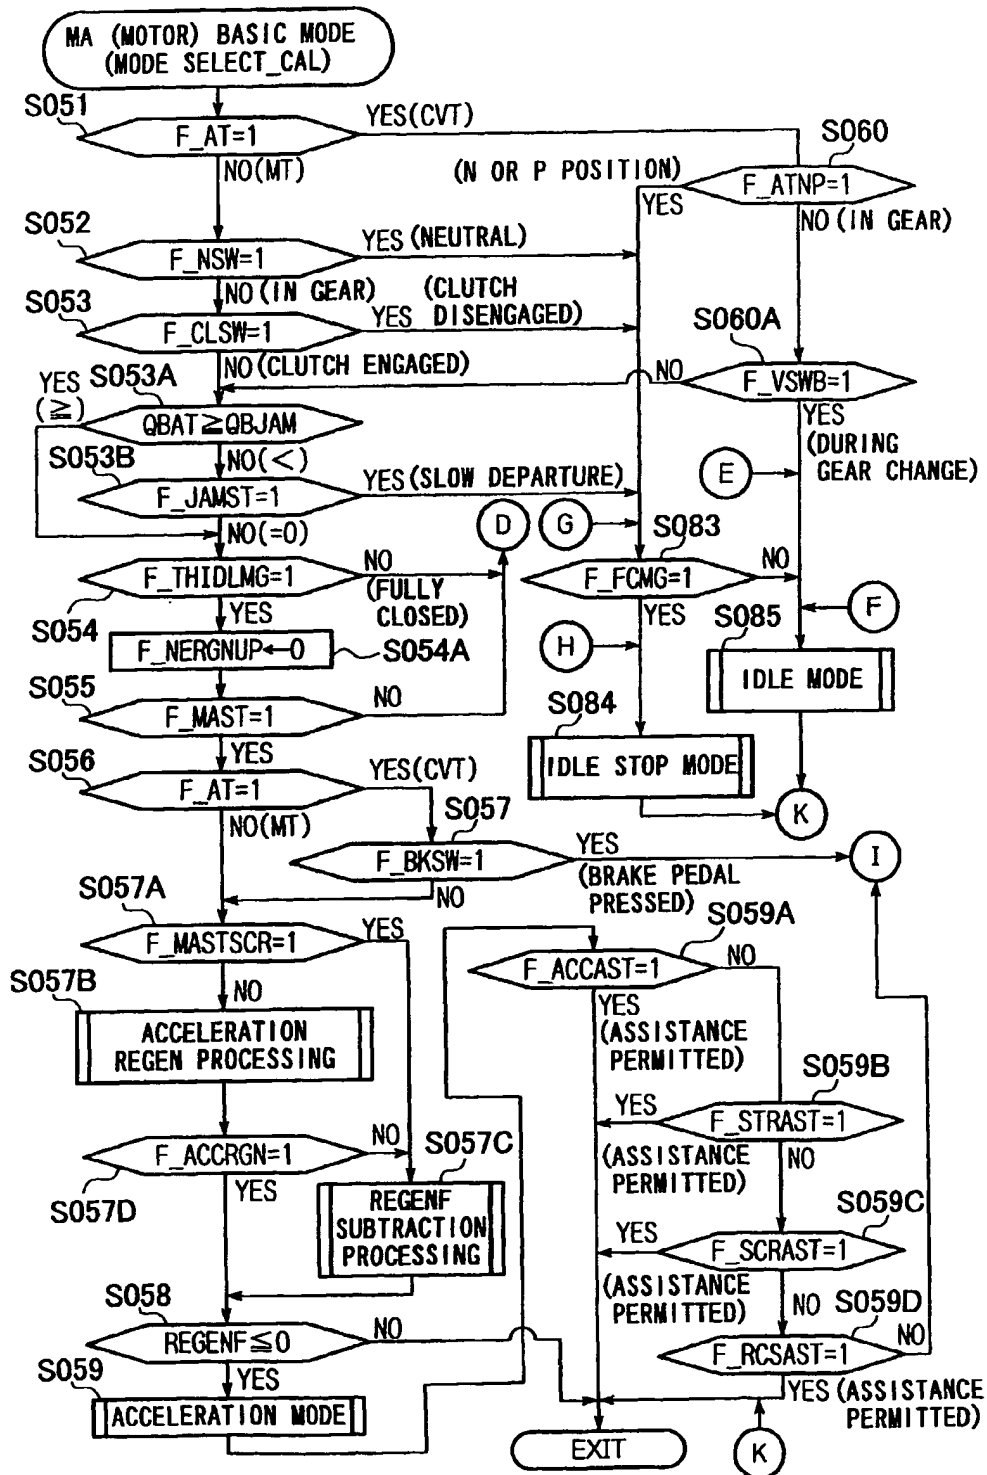 MA (MOTOR) BASIC MODE
(MODE SELECT_CAL)
S051
F_AT=1
YES(CVT)
NO(MT)
S060
(N OR P POSITION)
F_ATNP=1
YES
NO(IN GEAR)
S052
F_NSW=1
YES(NEUTRAL)
NO(IN GEAR)
S053
F_CLSW=1
(CLUTCH
YES DISENGAGED)
NO(CLUTCH ENGAGED)
S060A
F_VSWB=1
NO
YES
(DURING
GEAR CHANGE)
S053A
YES
(≧)
QBAT≧QBJAM
NO(<)
S053B
F_JAMST=1
YES(SLOW DEPARTURE)
NO(=0)
E
D
G
S083
F_FCMG=1
NO
YES
S054
F_THIDLMG=1
NO
(FULLY
CLOSED)
YES
F_NERGNUP←0
S054A
H
F
S085
IDLE MODE
S055
F_MAST=1
NO
YES
S084
IDLE STOP MODE
K
S056
F_AT=1
YES(CVT)
NO(MT)
S057
F_BKSW=1
YES
(BRAKE PEDAL
PRESSED)
NO
I
S057A
F_MASTSCR=1
YES
NO
S057B
ACCELERATION
REGEN PROCESSING
S057D
F_ACCRGN=1
NO
YES
S057C
REGENF
SUBTRACTION
PROCESSING
S058
REGENF≦0
NO
YES
S059
ACCELERATION MODE
S059A
F_ACCAST=1
NO
YES
(ASSISTANCE
PERMITTED)
S059B
F_STRAST=1
YES
(ASSISTANCE
PERMITTED)
NO
S059C
F_SCRAST=1
YES
(ASSISTANCE
PERMITTED)
NO
S059D
F_RCSAST=1
NO
YES (ASSISTANCE
PERMITTED)
EXIT
K